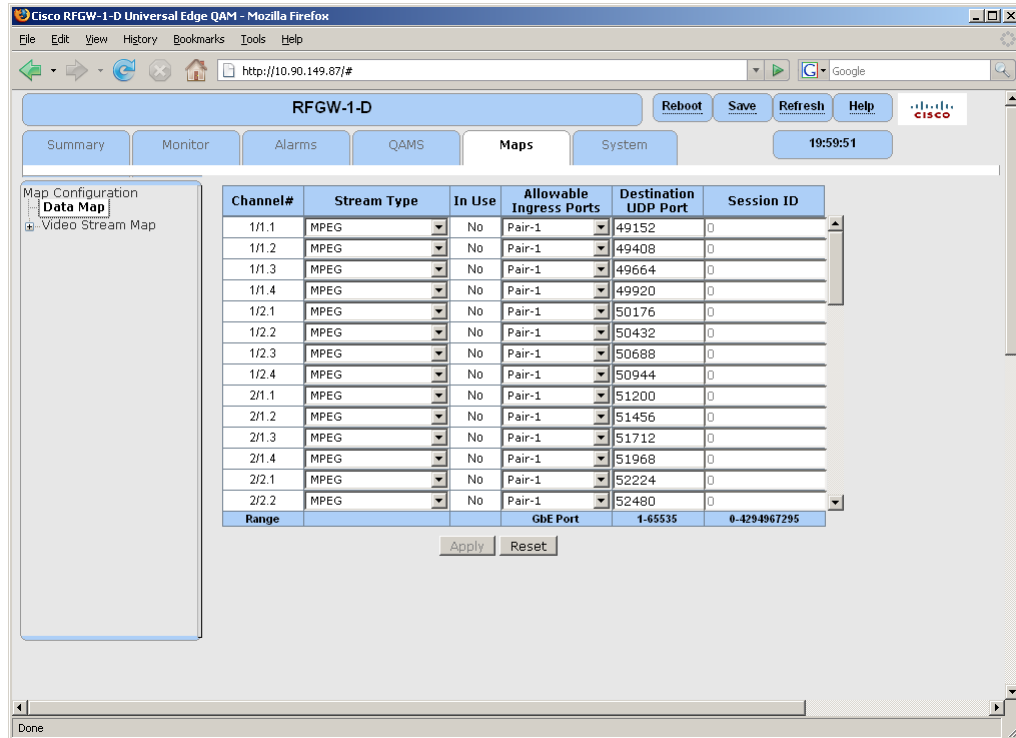 Cisco RFGW-1-D Universal Edge QAM - Mozilla Firefox
File Edit View History Bookmarks Tools Help
http://10.90.149.87/# G Google
RFGW-1-D Reboot Save Refresh Help
CISCO
Summary Monitor Alarms QAMS Maps System 19:59:51
Map Configuration
Data Map
Video Stream Map
Channel# Stream Type In Use Allowable Ingress Ports Destination UDP Port Session ID
1/1.1 MPEG No Pair-1 49152 0
1/1.2 MPEG No Pair-1 49408 0
1/1.3 MPEG No Pair-1 49664 0
1/1.4 MPEG No Pair-1 49920 0
1/2.1 MPEG No Pair-1 50176 0
1/2.2 MPEG No Pair-1 50432 0
1/2.3 MPEG No Pair-1 50688 0
1/2.4 MPEG No Pair-1 50944 0
2/1.1 MPEG No Pair-1 51200 0
2/1.2 MPEG No Pair-1 51456 0
2/1.3 MPEG No Pair-1 51712 0
2/1.4 MPEG No Pair-1 51968 0
2/2.1 MPEG No Pair-1 52224 0
2/2.2 MPEG No Pair-1 52480 0
Range GbE Port 1-65535 0-4294967295
Apply Reset
Done